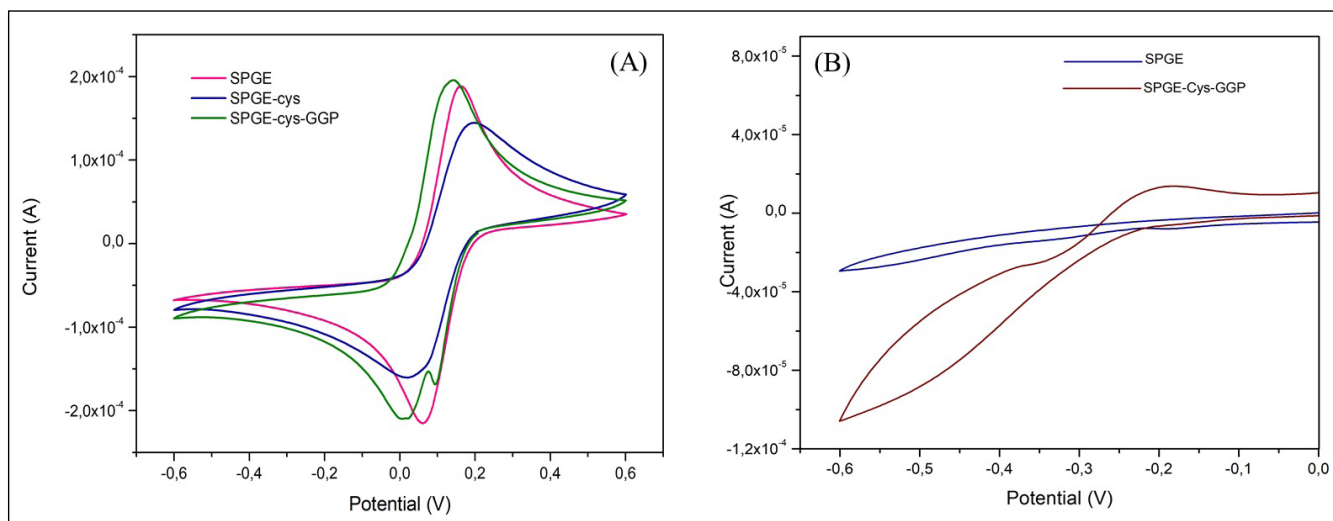 (A)
SPGE
SPGE-cys
SPGE-cys-GGP
2,0x10⁻⁴
1,0x10⁻⁴
0,0
-1,0x10⁻⁴
-2,0x10⁻⁴
Current (A)
-0,6 -0,4 -0,2 0,0 0,2 0,4 0,6
Potential (V)
(B)
SPGE
SPGE-Cys-GGP
8,0x10⁻⁵
4,0x10⁻⁵
0,0
-4,0x10⁻⁵
-8,0x10⁻⁵
-1,2x10⁻⁴
Current (A)
-0,6 -0,5 -0,4 -0,3 -0,2 -0,1 0,0
Potential (V)